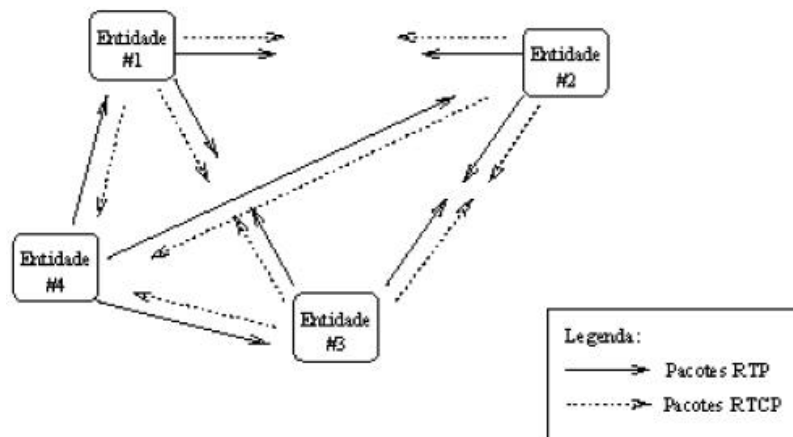 Entidade
#1
Entidade
#2
Entidade
#4
Entidade
#3
Legenda:
Pacotes RTP
Pacotes RTCP